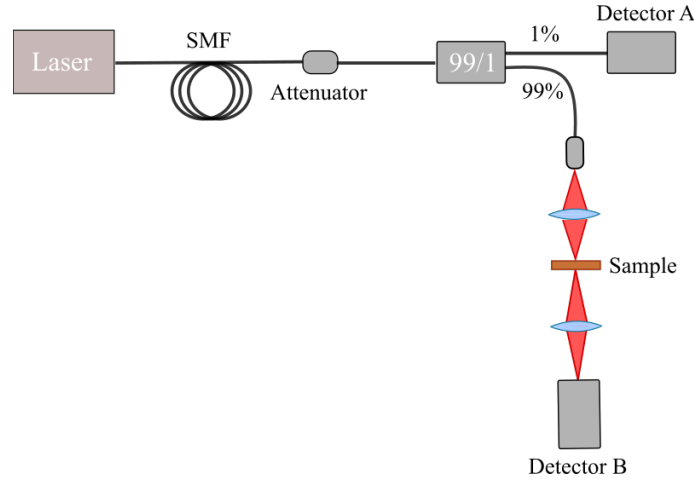 Detector A
SMF
1%
Laser
99/1
Attenuator
99%
Sample
Detector B